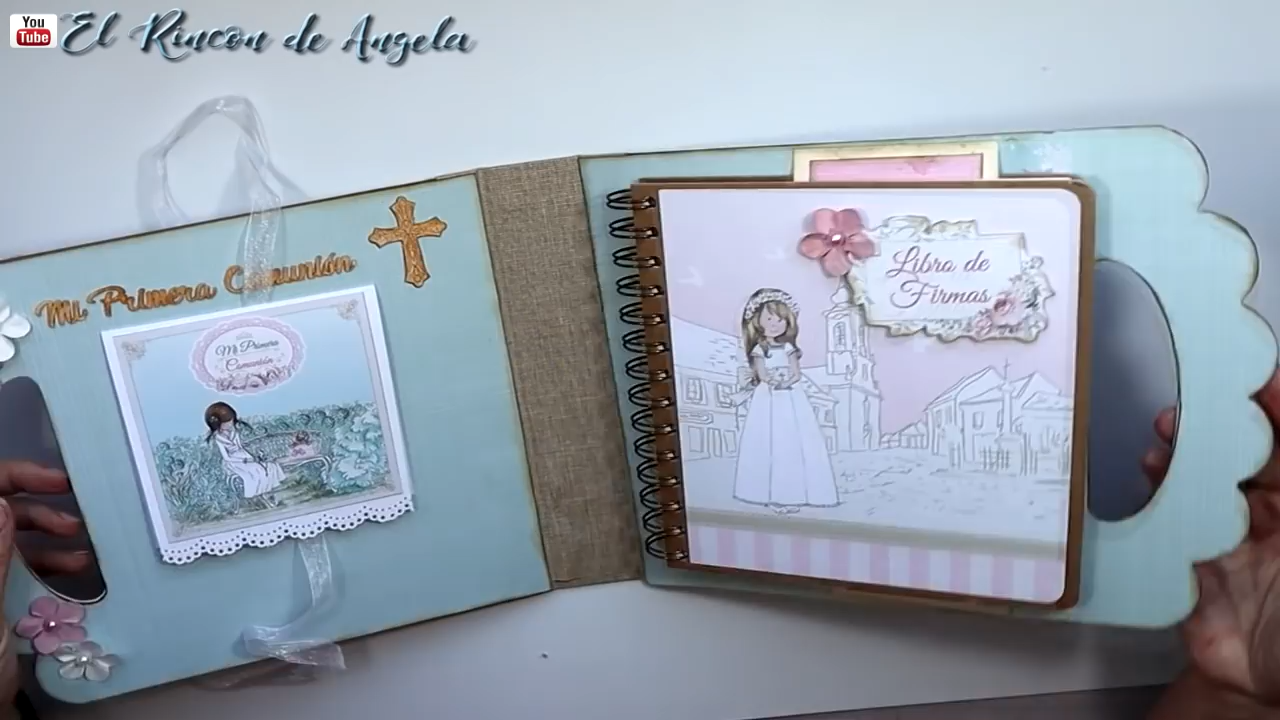 You
Tube
El Rincon de Angela
Mi Primera Comunión
Mi Primera
Comunión
Libro de
Firmas